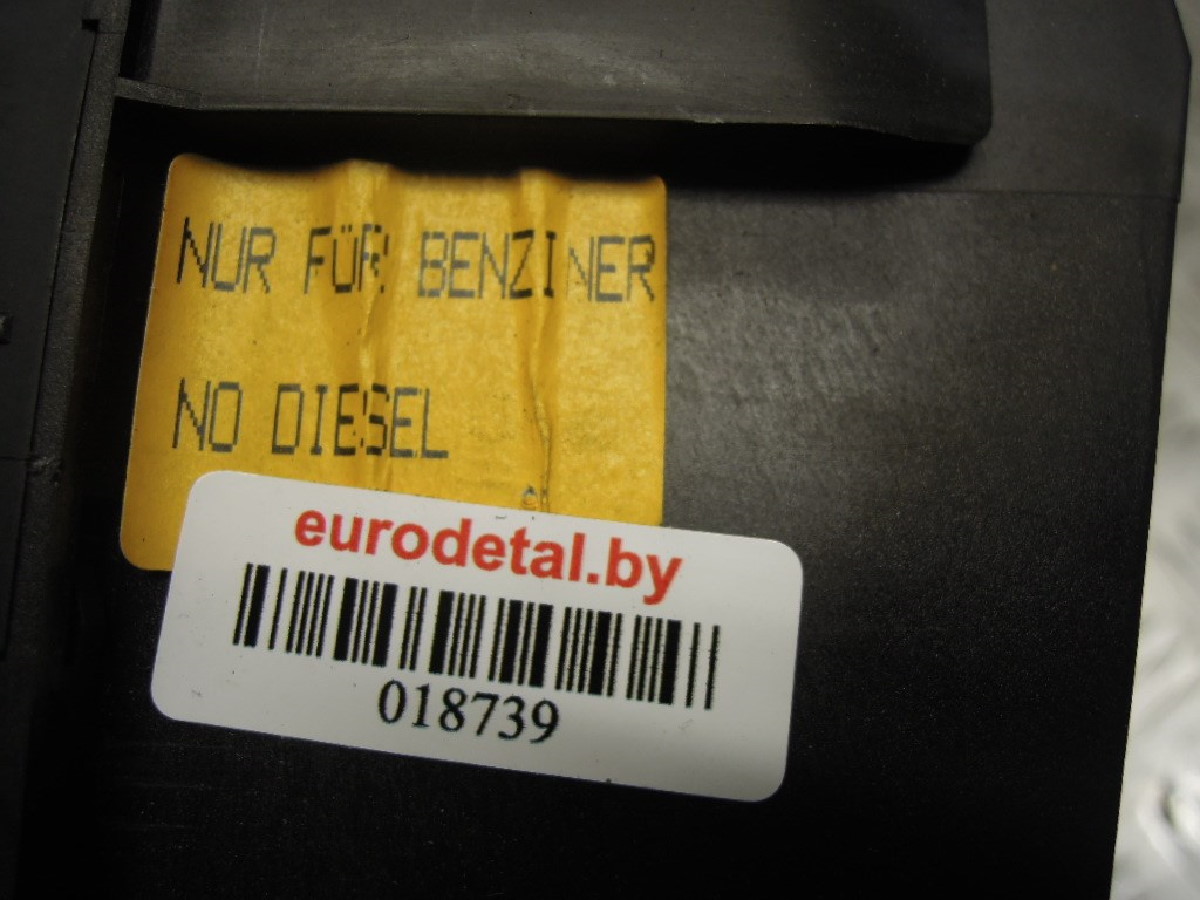 NUR FÜR BENZINER
NO DIESEL
eurodetal.by
018739